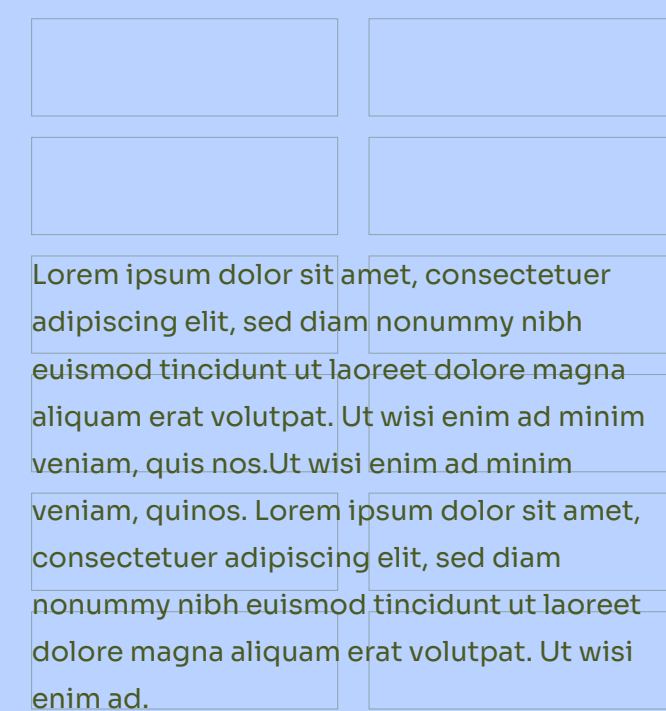 Lorem ipsum dolor sit amet, consectetuer
adipiscing elit, sed diam nonummy nibh
euismod tincidunt ut laoreet dolore magna
aliquam erat volutpat. Ut wisi enim ad minim
veniam, quis nos.Ut wisi enim ad minim
veniam, quinos. Lorem ipsum dolor sit amet,
consectetuer adipiscing elit, sed diam
nonummy nibh euismod tincidunt ut laoreet
dolore magna aliquam erat volutpat. Ut wisi
enim ad.